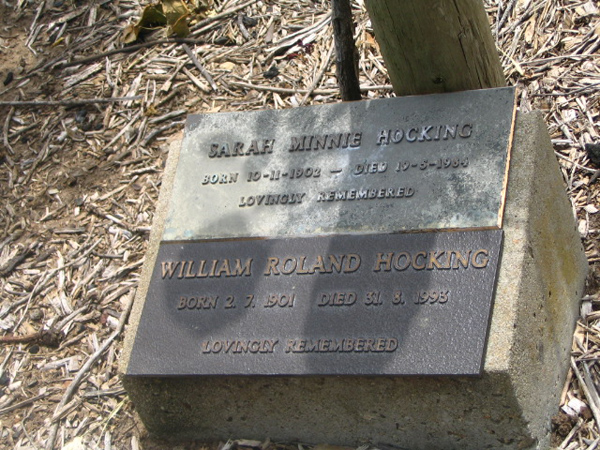 SARAH MINNIE HOCKING
BORN 10-11-1902 — DIED
LOVINGLY REMEMBERED
WILLIAM ROLAND HOCKING
BORN 2. 7. 1901 DIED 31. 8. 1993
LOVINGLY REMEMBERED